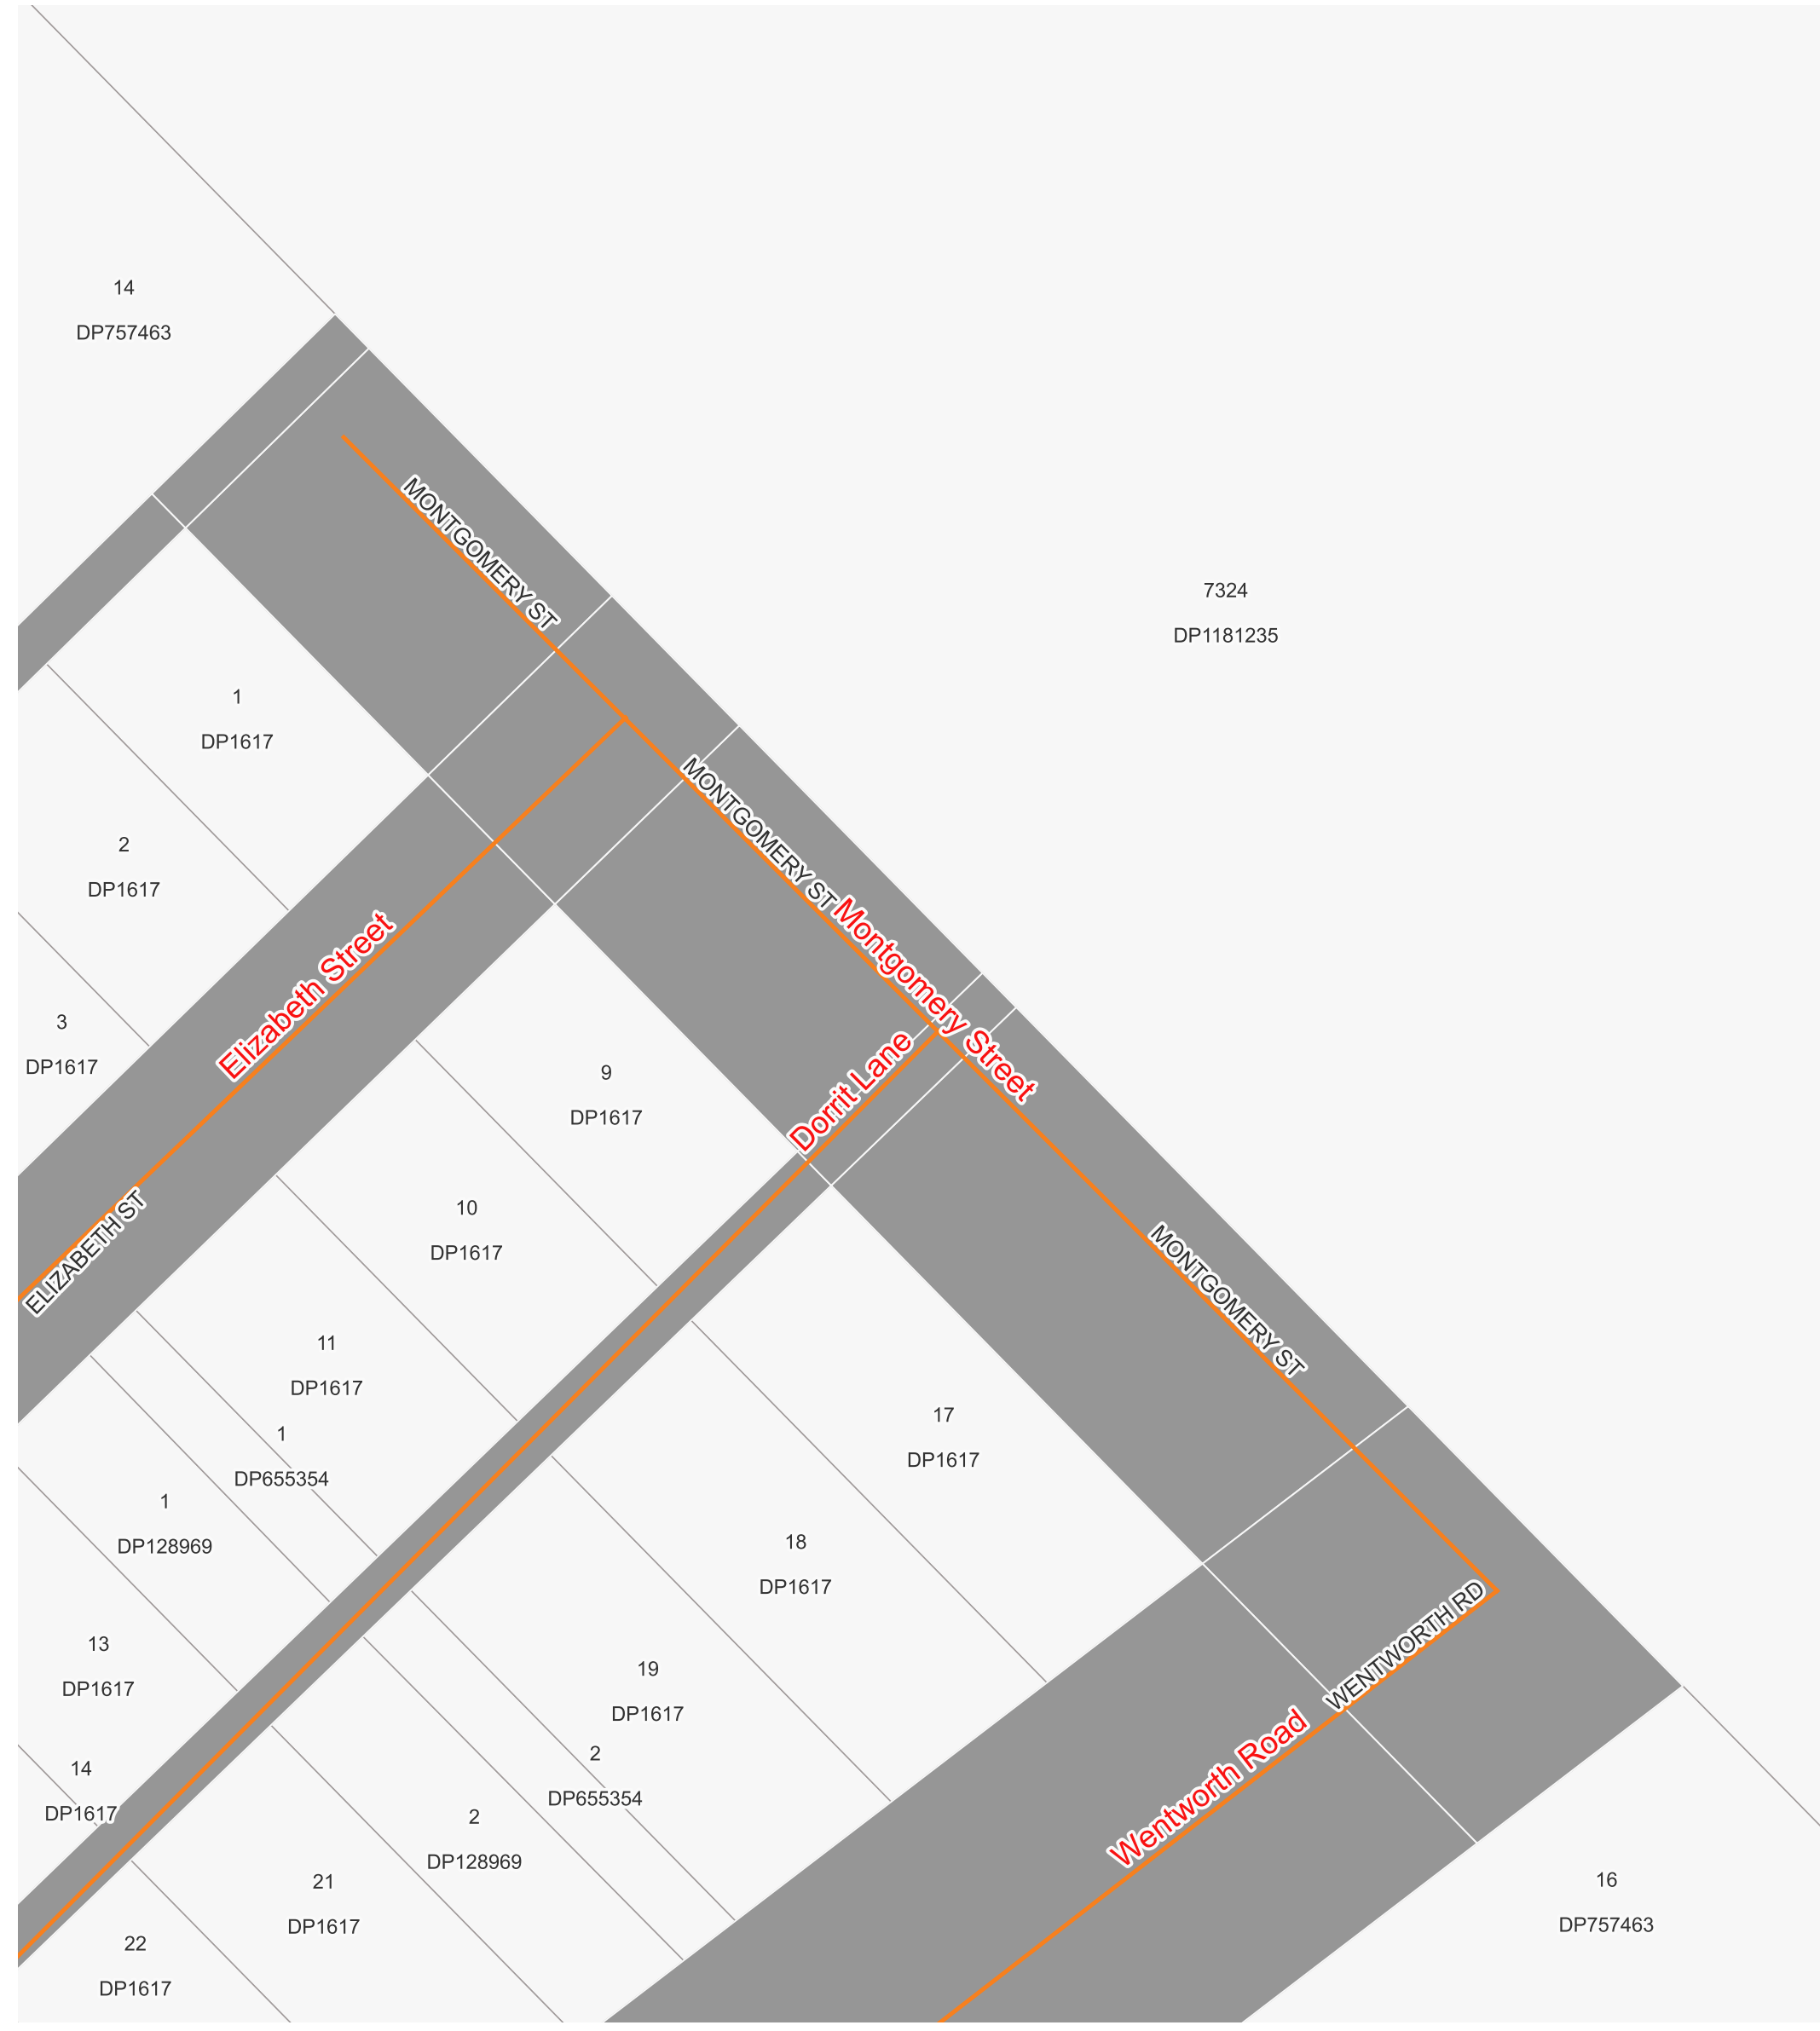 14
DP757463
MONTGOMERY ST
7324
DP1181235
1
DP1617
MONTGOMERY ST
2
DP1617
Montgomery Street
Elizabeth Street
3
DP1617
Dorrit Lane
9
DP1617
ELIZABETH ST
10
DP1617
MONTGOMERY ST
11
DP1617
17
DP1617
1
DP655354
1
DP128969
18
DP1617
WENTWORTH RD
13
DP1617
19
DP1617
Wentworth Road
2
DP655354
14
DP1617
2
DP128969
21
DP1617
16
DP757463
22
DP1617